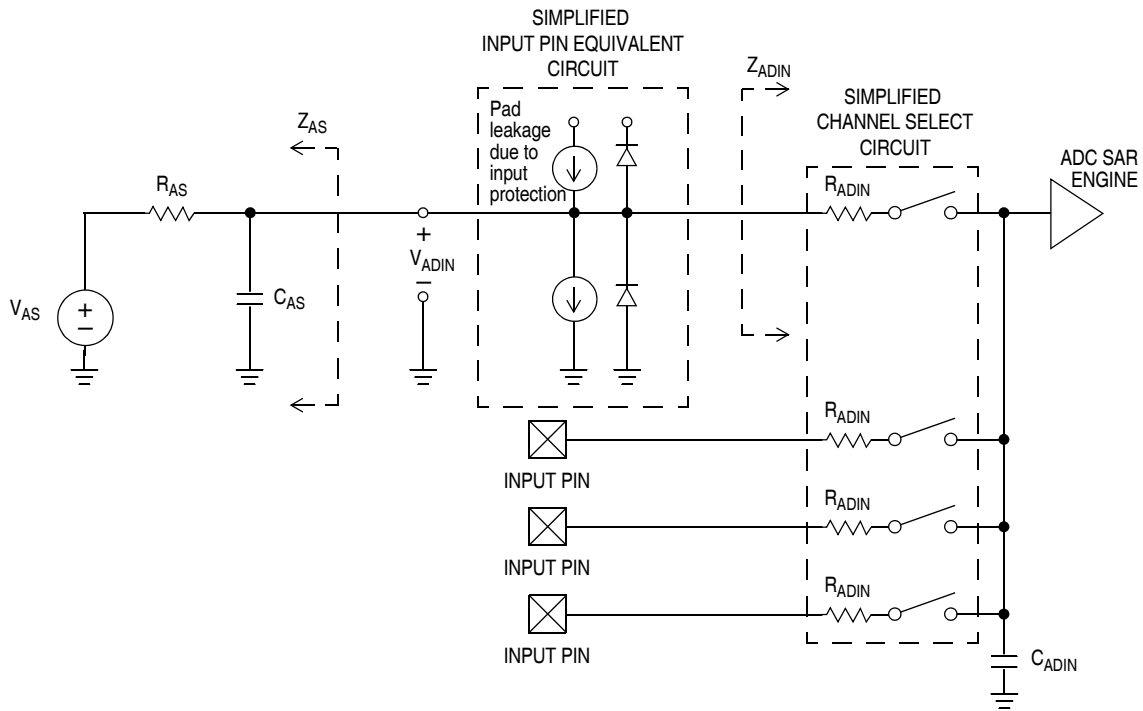 SIMPLIFIED
INPUT PIN EQUIVALENT
CIRCUIT
Z_ADIN
SIMPLIFIED
CHANNEL SELECT
CIRCUIT
Pad
leakage
due to
input
protection
Z_AS
ADC SAR
ENGINE
R_AS
R_ADIN
+
V_ADIN
–
V_AS
+
–
C_AS
R_ADIN
INPUT PIN
R_ADIN
INPUT PIN
R_ADIN
INPUT PIN
C_ADIN